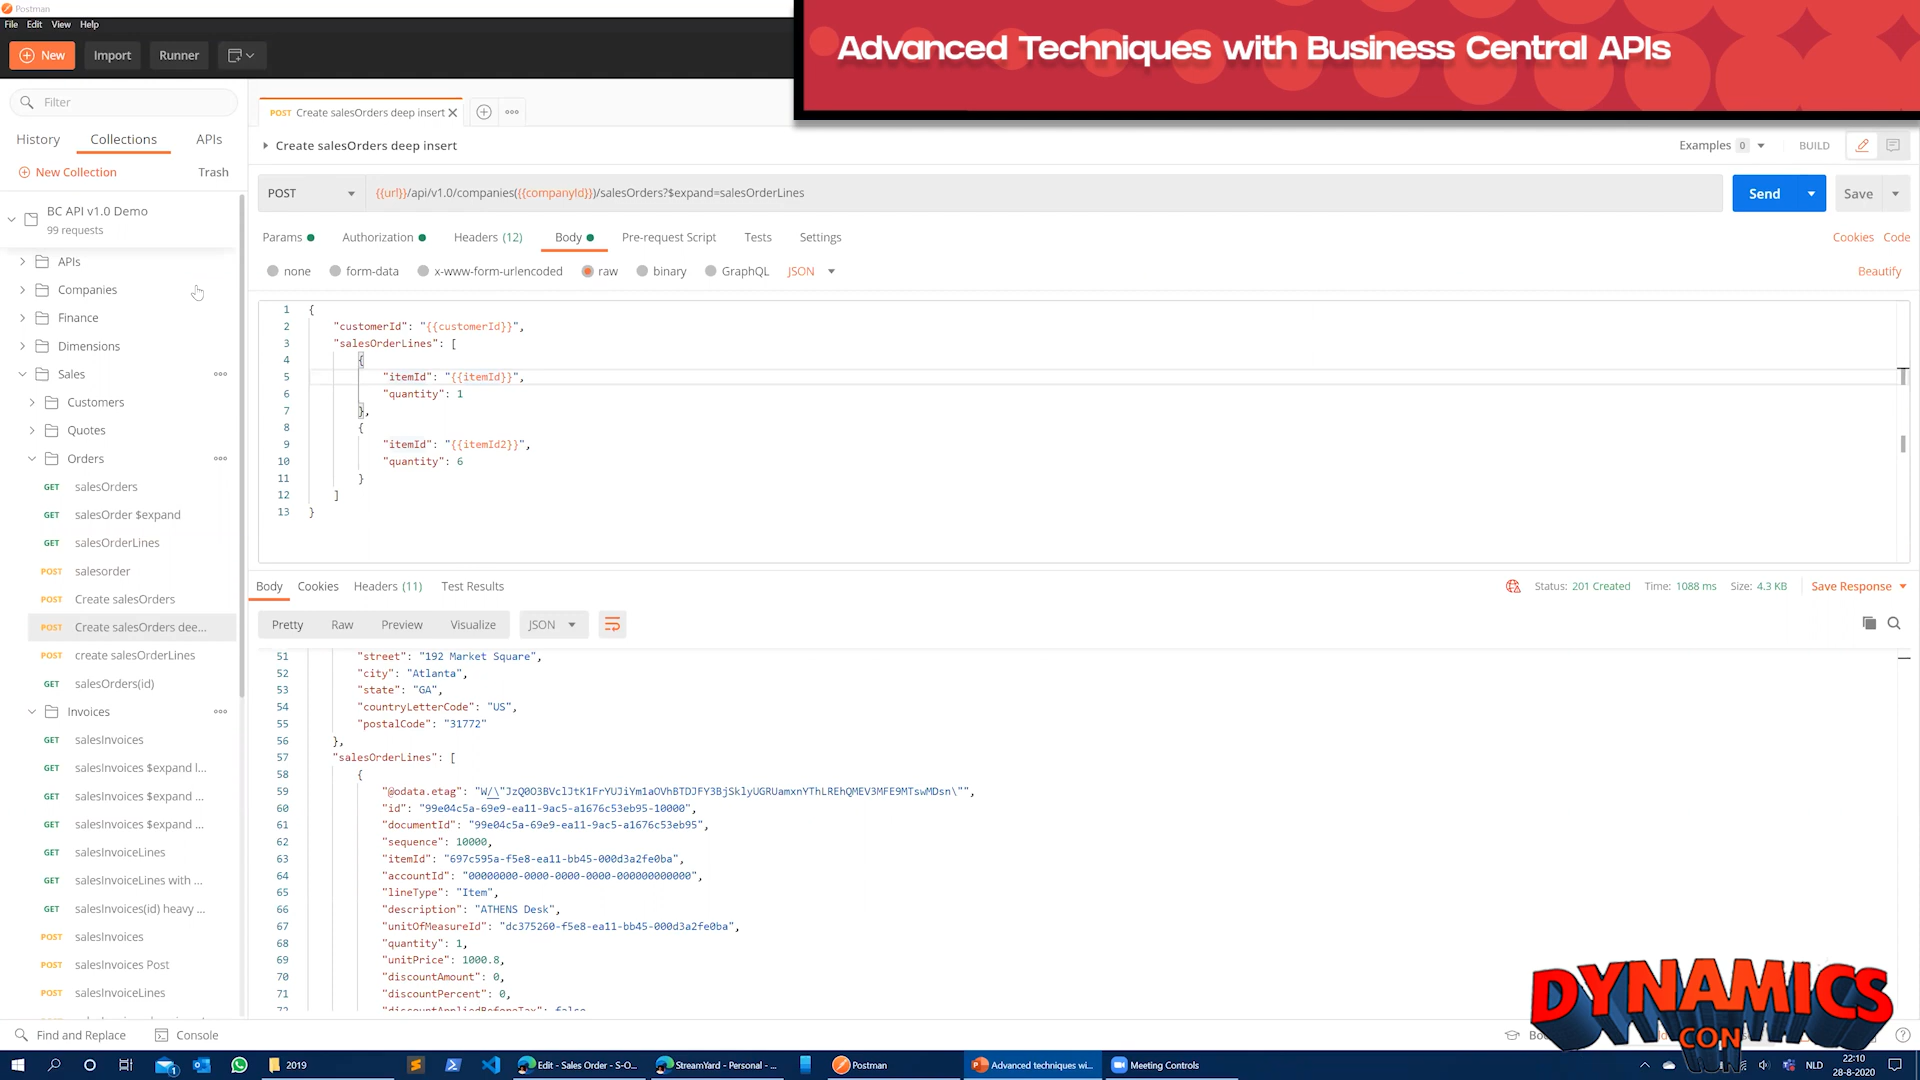 Postman
File Edit View Help
New Import Runner
Advanced Techniques with Business Central APIs
Filter
History Collections APIs
New Collection Trash
BC API v1.0 Demo
99 requests
APIs
Companies
Finance
Dimensions
Sales
Customers
Quotes
Orders
GET salesOrders
GET salesOrder $expand
GET salesOrderLines
POST salesorder
POST Create salesOrders
POST Create salesOrders dee...
POST create salesOrderLines
GET salesOrders(id)
Invoices
GET salesInvoices
GET salesInvoices $expand l...
GET salesInvoices $expand ...
GET salesInvoices $expand ...
GET salesInvoiceLines
GET salesInvoiceLines with ...
GET salesInvoices(id) heavy ...
POST salesInvoices
POST salesInvoices Post
POST salesInvoiceLines
POST Create salesOrders deep insert
Create salesOrders deep insert
Examples 0 BUILD
POST {{url}}/api/v1.0/companies({{companyId}})/salesOrders?$expand=salesOrderLines
Send Save
Params Authorization Headers (12) Body Pre-request Script Tests Settings
Cookies Code
none form-data x-www-form-urlencoded raw binary GraphQL JSON
Beautify
1 {
2 "customerId": "{{customerId}}",
3 "salesOrderLines": [
4 {
5 "itemId": "{{itemId}}",
6 "quantity": 1
7 },
8 {
9 "itemId": "{{itemId2}}",
10 "quantity": 6
11 }
12 ]
13 }
Body Cookies Headers (11) Test Results
Status: 201 Created Time: 1088 ms Size: 4.3 KB Save Response
Pretty Raw Preview Visualize JSON
51 "street": "192 Market Square",
52 "city": "Atlanta",
53 "state": "GA",
54 "countryLetterCode": "US",
55 "postalCode": "31772"
56 },
57 "salesOrderLines": [
58 {
59 "@odata.etag":
60 "id": "99e04c5a-69e9-ea11-9ac5-a1676c53eb95-10000",
61 "documentId": "99e04c5a-69e9-ea11-9ac5-a1676c53eb95",
62 "sequence": 10000,
63 "itemId": "697c595a-f5e8-ea11-bb45-000d3a2fe0ba",
64 "accountId": "00000000-0000-0000-0000-000000000000",
65 "lineType": "Item",
66 "description": "ATHENS Desk",
67 "unitOfMeasureId": "dc375260-f5e8-ea11-bb45-000d3a2fe0ba",
68 "quantity": 1,
69 "unitPrice": 1000.8,
70 "discountAmount": 0,
71 "discountPercent": 0,
72 "discountAppliedBeforeTax": false,
Find and Replace Console
DYNAMICS
CON
2019 Edit - Sales Order - S-O... StreamYard - Personal - ... Postman Advanced techniques wi... Meeting Controls
NLD 22:10
28-8-2020